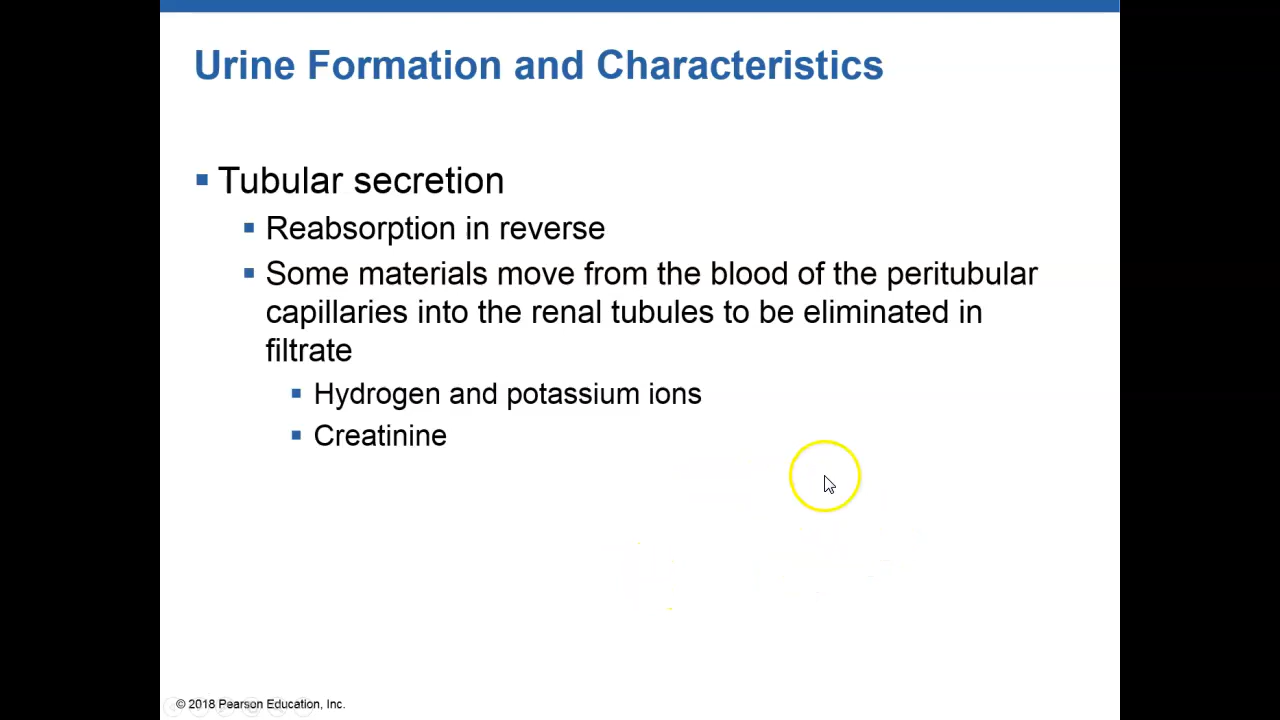 Urine Formation and Characteristics
Tubular secretion
Reabsorption in reverse
Some materials move from the blood of the peritubular
capillaries into the renal tubules to be eliminated in
filtrate
Hydrogen and potassium ions
Creatinine
© 2018 Pearson Education, Inc.